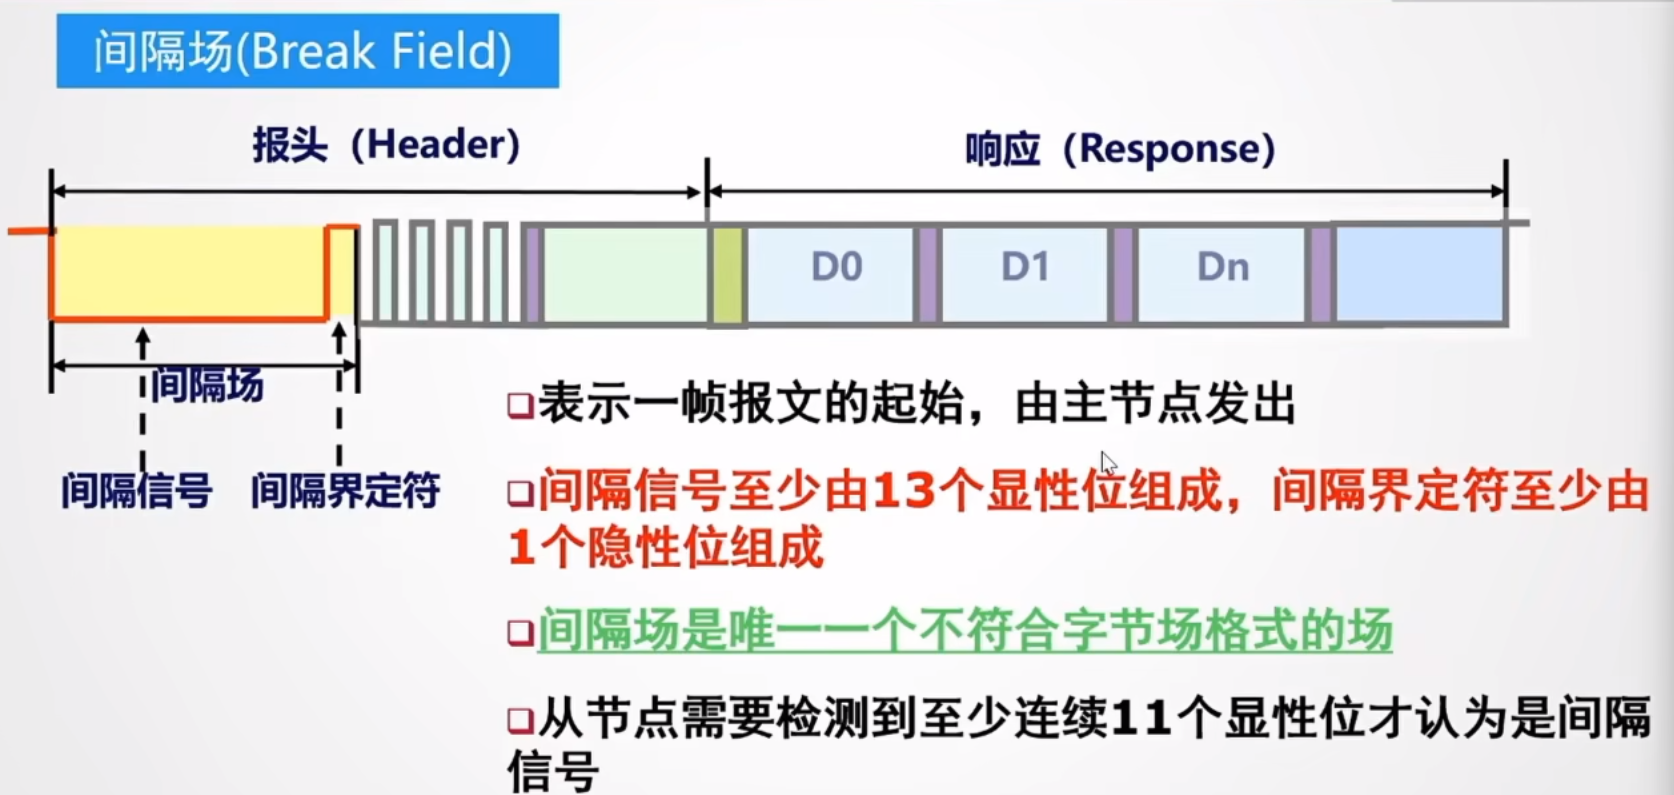 间隔场(Break Field)
报头（Header） 响应（Response）
D0 D1 Dn
间隔场
间隔信号 间隔界定符
表示一帧报文的起始，由主节点发出
间隔信号至少由13个显性位组成，间隔界定符至少由
1个隐性位组成
间隔场是唯一一个不符合字节场格式的场
从节点需要检测到至少连续11个显性位才认为是间隔
信号